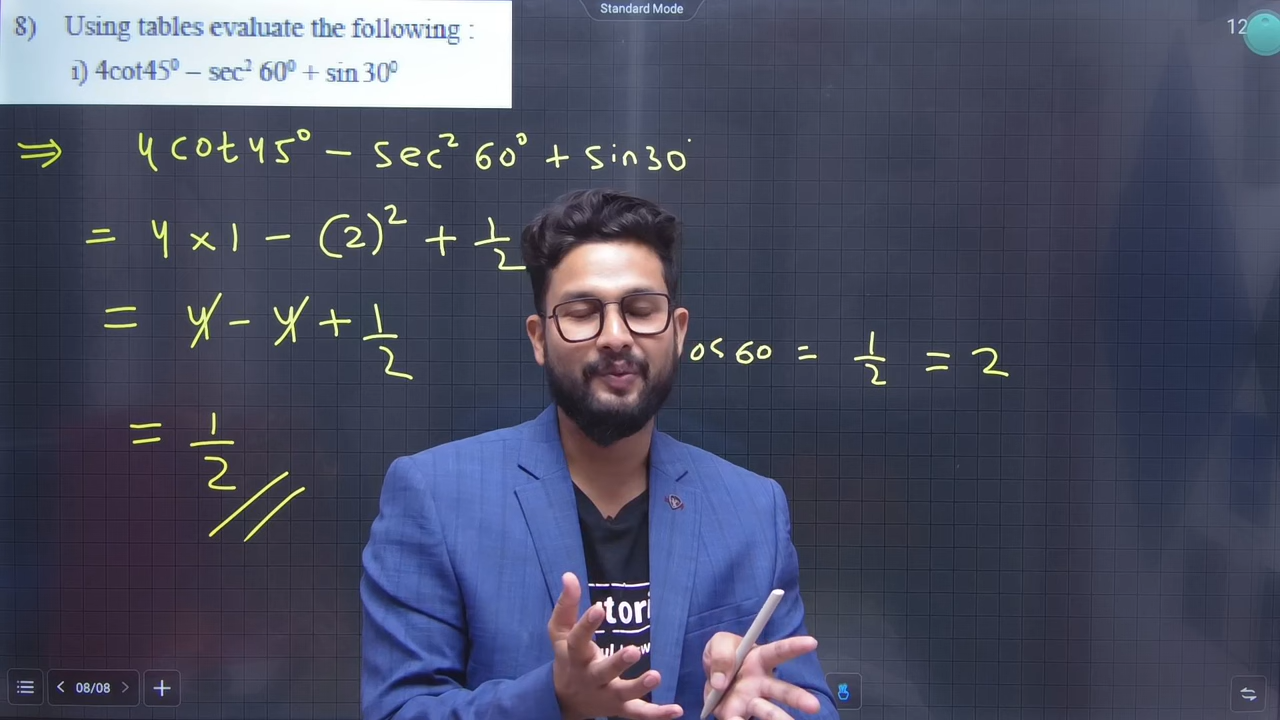 Standard Mode
12
8) Using tables evaluate the following :
i) 4cot45⁰ – sec² 60⁰ + sin 30⁰
⇒ 4 cot 45° – sec² 60° + sin 30°
= 4 × 1 – (2)² + 1/2
= 4 – 4 + 1/2
os 60 = 1/2 = 2
= 1/2 //
utori
08/08